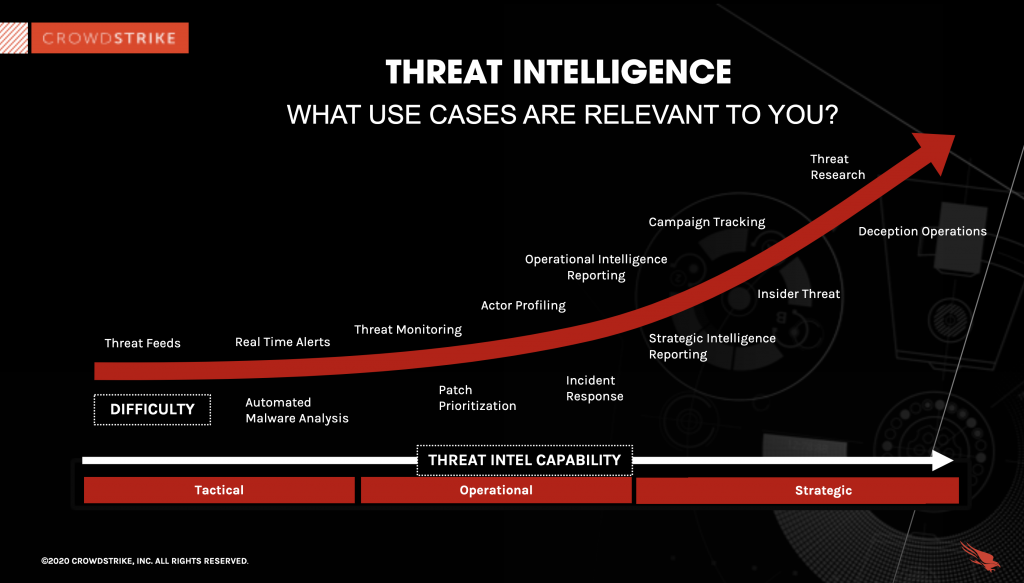 CROWDSTRIKE
THREAT INTELLIGENCE
WHAT USE CASES ARE RELEVANT TO YOU?
Threat
Research
Campaign Tracking
Deception Operations
Operational Intelligence
Reporting
Insider Threat
Actor Profiling
Threat Monitoring
Real Time Alerts
Threat Feeds
Strategic Intelligence
Reporting
Incident
Response
Patch
Prioritization
Automated
Malware Analysis
DIFFICULTY
THREAT INTEL CAPABILITY
Tactical
Operational
Strategic
©2020 CROWDSTRIKE, INC. ALL RIGHTS RESERVED.